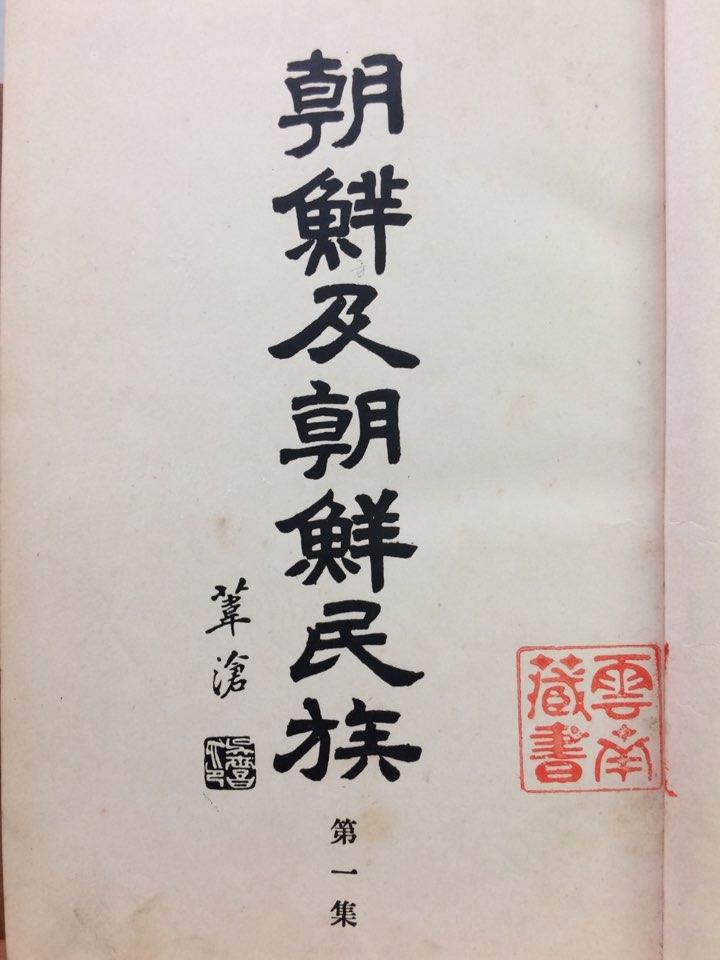 朝鮮及朝鮮民族
第一集
葦滄
雲南
藏書